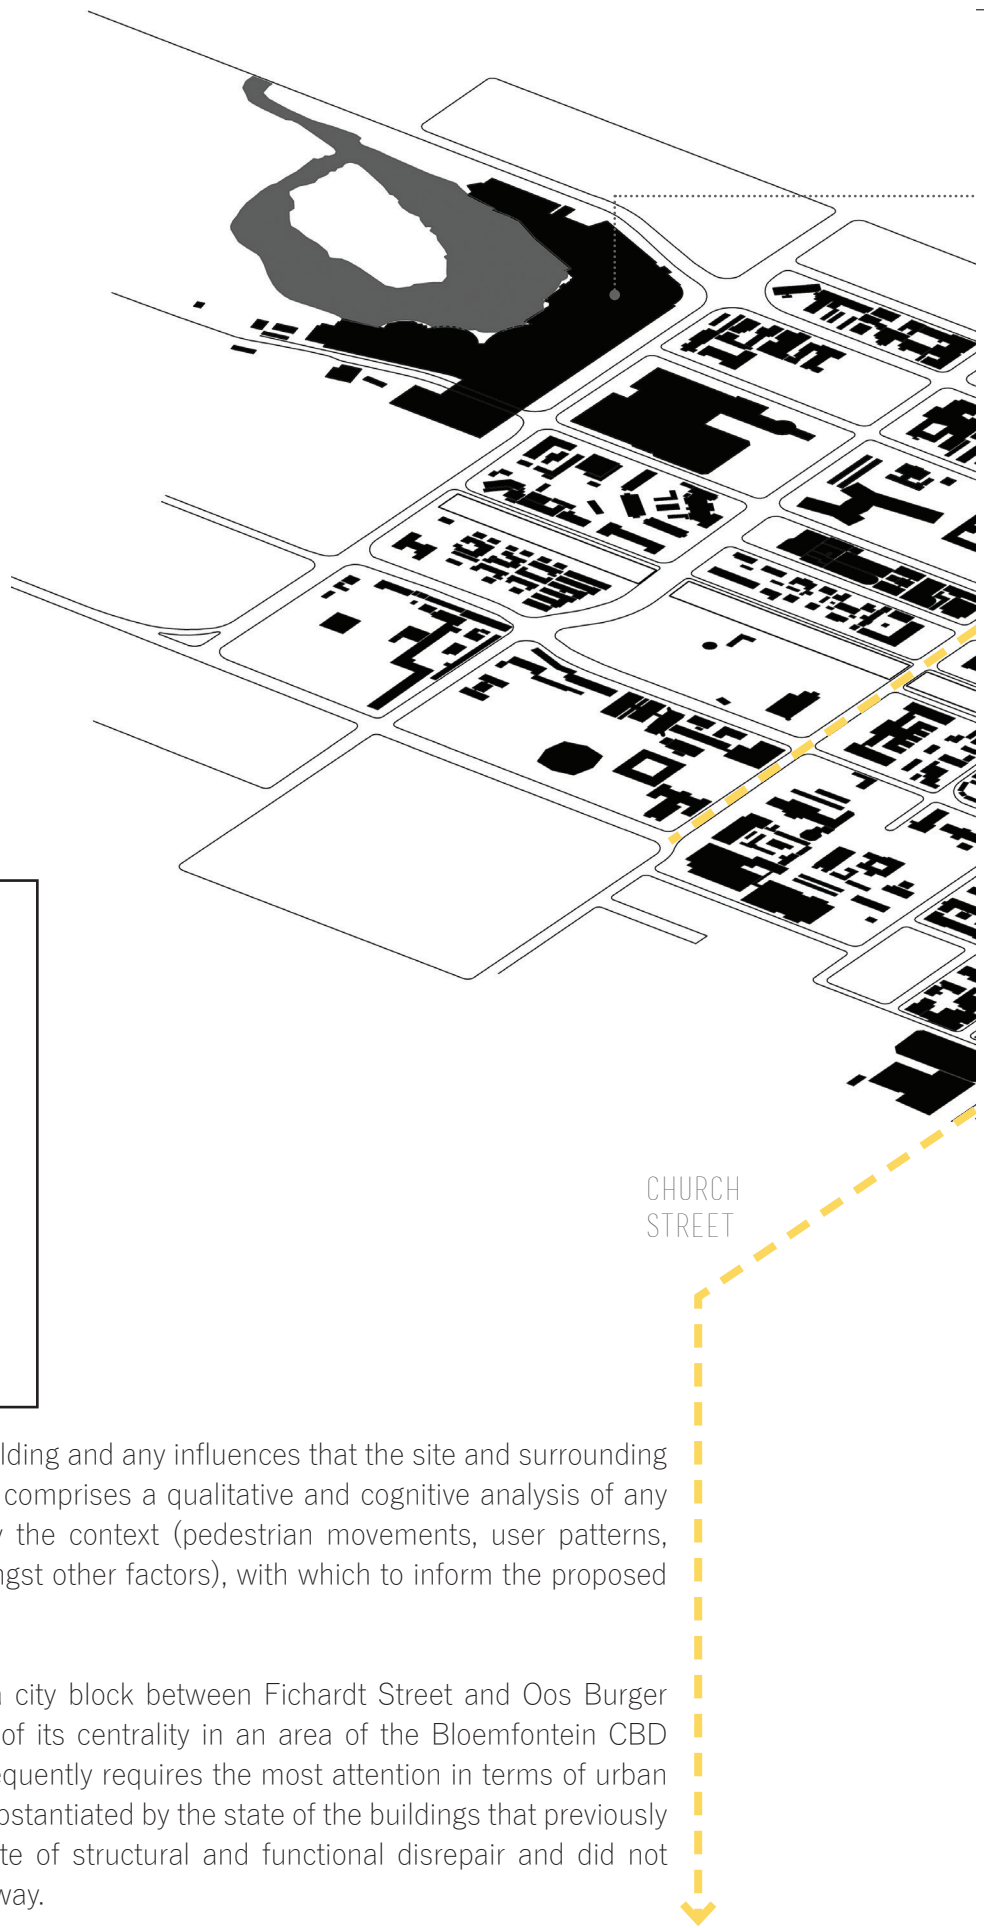 CHURCH
STREET
lding and any influences that the site and surrounding
comprises a qualitative and cognitive analysis of any
the context (pedestrian movements, user patterns,
gst other factors), with which to inform the proposed
city block between Fichardt Street and Oos Burger
of its centrality in an area of the Bloemfontein CBD
equently requires the most attention in terms of urban
bstantiated by the state of the buildings that previously
te of structural and functional disrepair and did not
way.